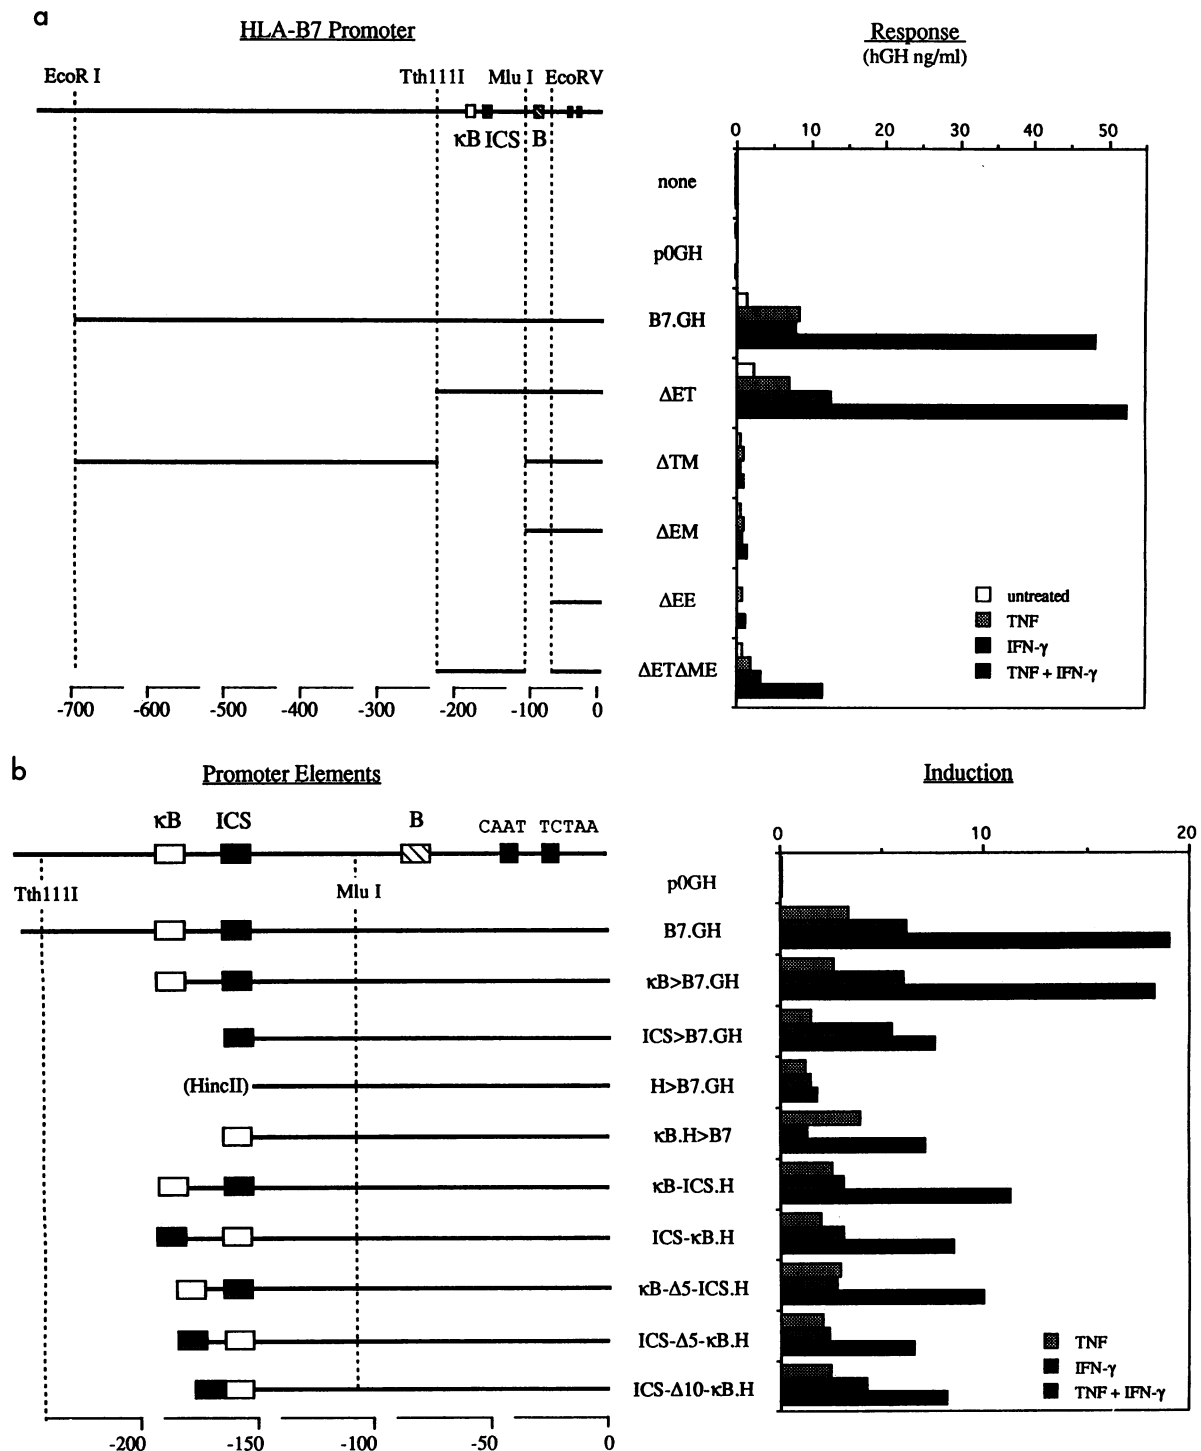 a
HLA-B7 Promoter
Response
(hGH ng/ml)
EcoR I
Tth111I
Mlu I
EcoRV
κB ICS B
0 10 20 30 40 50
none
p0GH
B7.GH
ΔET
ΔTM
ΔEM
ΔEE
ΔETΔME
untreated
TNF
IFN-γ
TNF + IFN-γ
-700 -600 -500 -400 -300 -200 -100 0
b
Promoter Elements
Induction
κB ICS B CAAT TCTAA
0 10 20
Tth111I
Mlu I
p0GH
B7.GH
κB>B7.GH
ICS>B7.GH
(HincII)
H>B7.GH
κB.H>B7
κB-ICS.H
ICS-κB.H
κB-Δ5-ICS.H
ICS-Δ5-κB.H
ICS-Δ10-κB.H
TNF
IFN-γ
TNF + IFN-γ
-200 -150 -100 -50 0